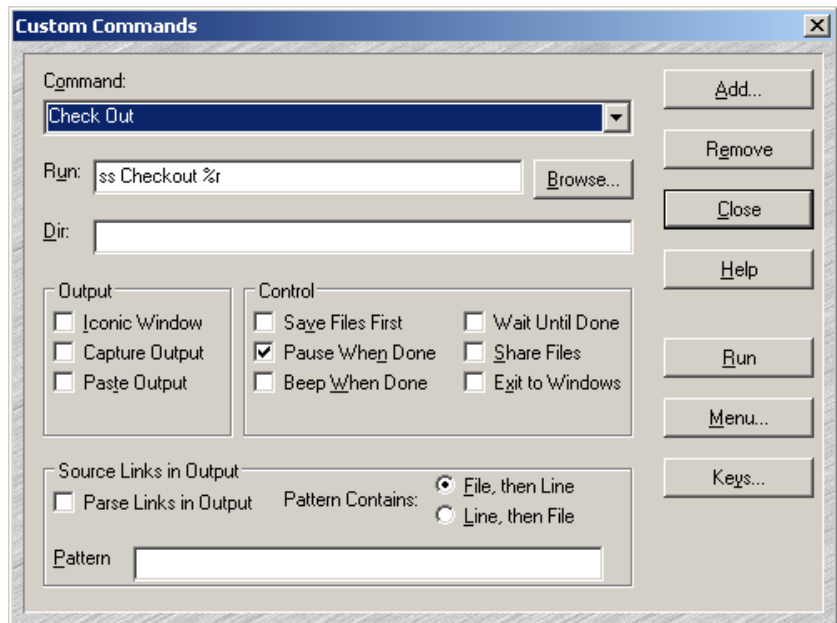 Custom Commands
Command:
Add...
Check Out
Remove
Run: ss Checkout %r Browse...
Close
Dir:
Help
Output Control
Iconic Window Save Files First Wait Until Done
Capture Output Pause When Done Share Files
Run
Paste Output Beep When Done Exit to Windows
Menu...
Source Links in Output
Keys...
File, then Line
Parse Links in Output Pattern Contains:
Line, then File
Pattern